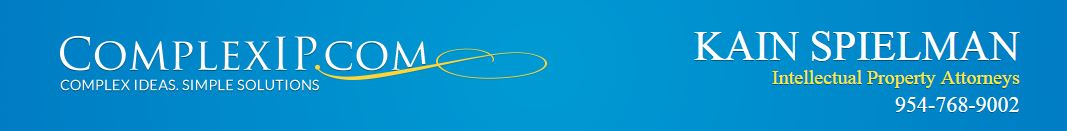 COMPLEXIP.COM
COMPLEX IDEAS. SIMPLE SOLUTIONS
KAIN SPIELMAN
Intellectual Property Attorneys
954-768-9002